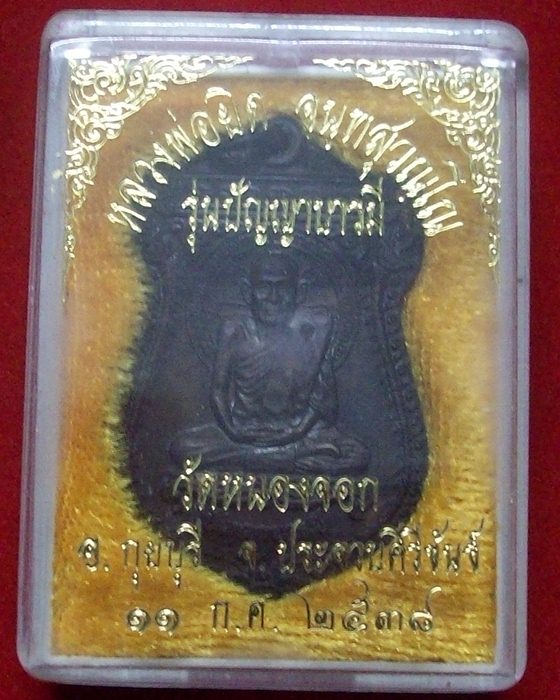 หลวงพ่อยิด จนฺทสุวณฺโณ
รุ่นปัญญาบารมี
วัดหนองจอก
อ. กุยบุรี จ. ประจวบคีรีขันธ์
๑๑ ก.ค. ๒๕๓๘